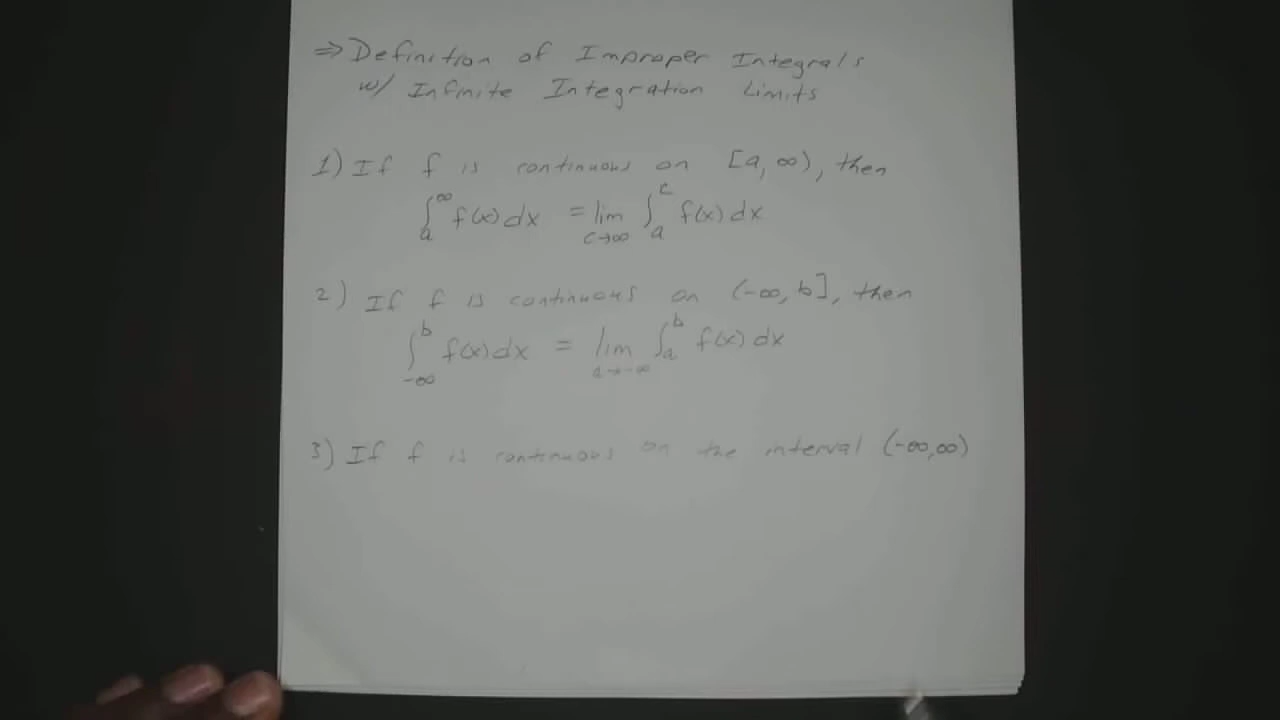 ⇒ Definition of Improper Integrals
w/ Infinite Integration Limits
1) If f is continuous on [a, ∞), then
∫_a^∞ f(x) dx = lim_{c→∞} ∫_a^c f(x) dx
2) If f is continuous on (-∞, b], then
∫_{-∞}^b f(x) dx = lim_{a→-∞} ∫_a^b f(x) dx
3) If f is continuous on the interval (-∞, ∞)